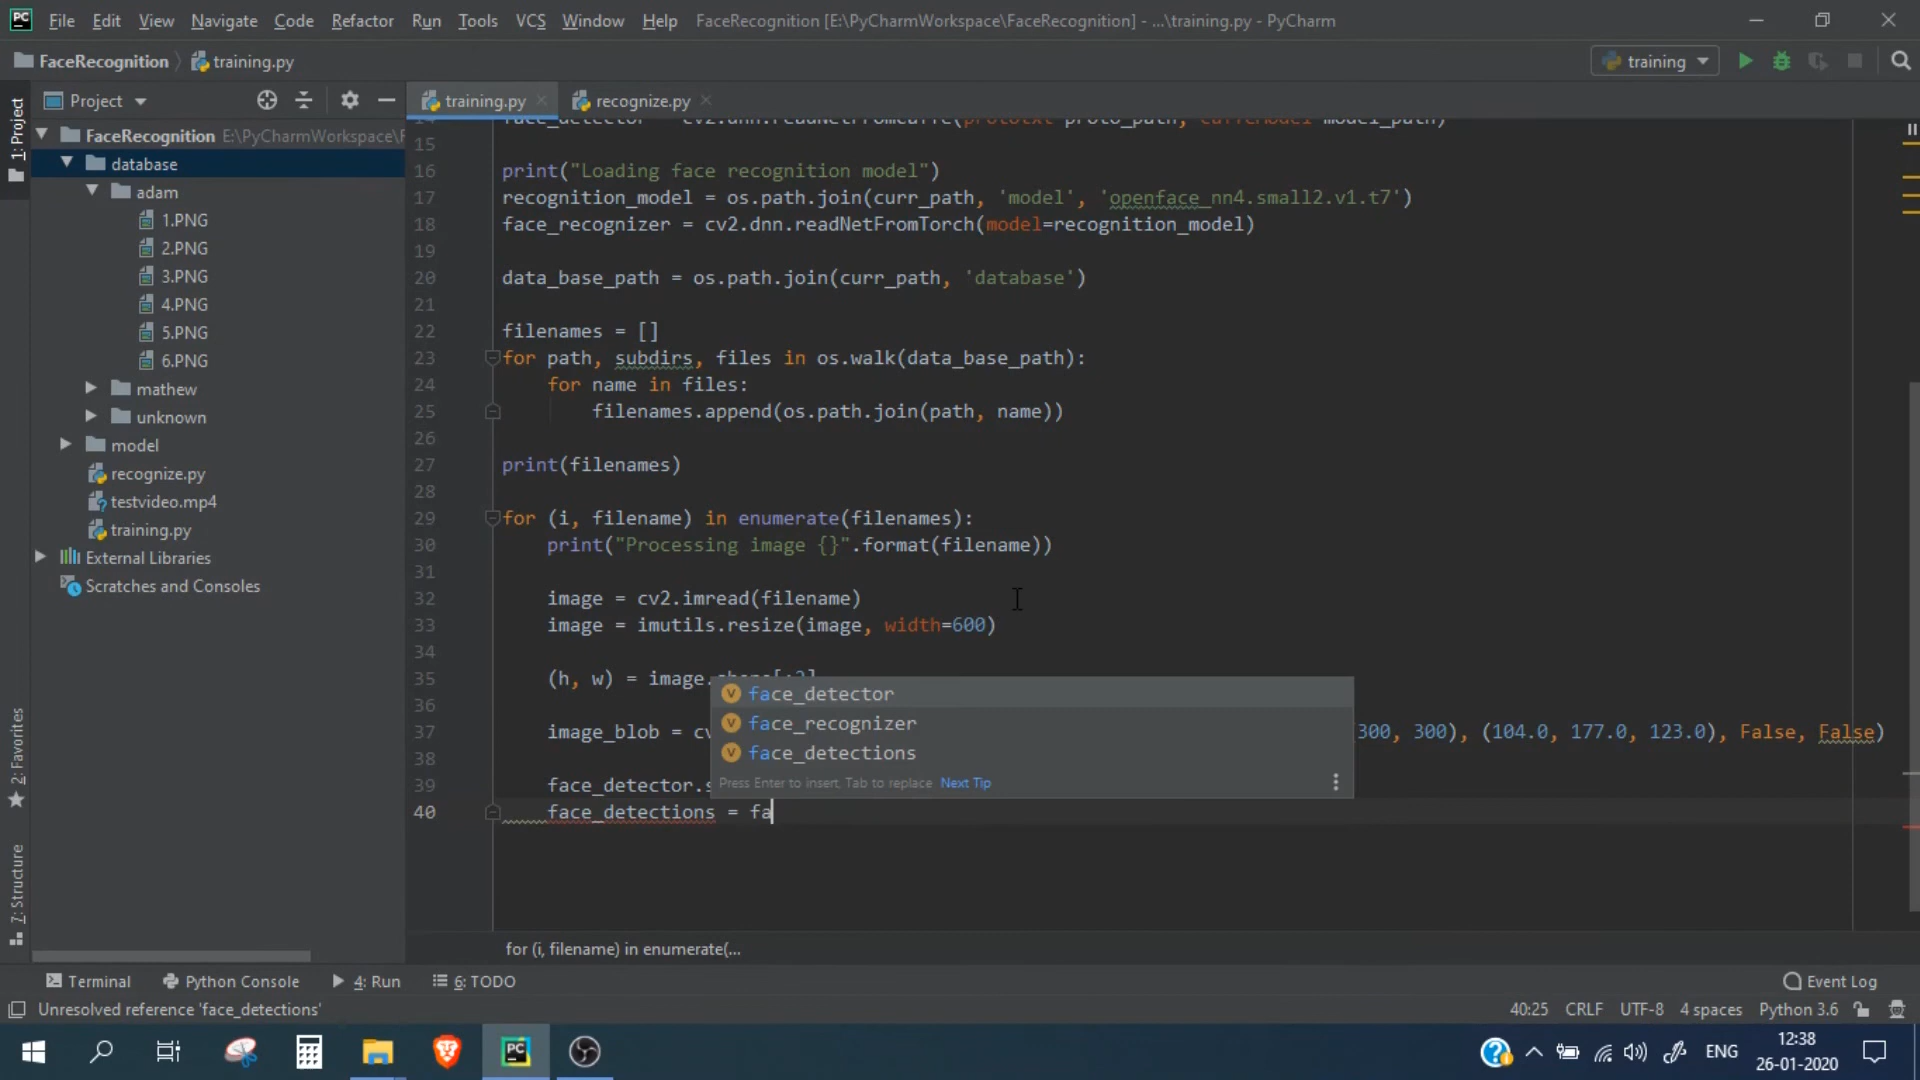 PC File Edit View Navigate Code Refactor Run Tools VCS Window Help FaceRecognition [E:\PyCharmWorkspace\FaceRecognition] - ...\training.py - PyCharm
FaceRecognition training.py training
1: Project
Project
training.py recognize.py
FaceRecognition E:\PyCharmWorkspace\F
database
adam
1.PNG
2.PNG
3.PNG
4.PNG
5.PNG
6.PNG
mathew
unknown
model
recognize.py
testvideo.mp4
training.py
External Libraries
Scratches and Consoles
2: Favorites
7: Structure
15
16 print("Loading face recognition model")
17 recognition_model = os.path.join(curr_path, 'model', 'openface_nn4.small2.v1.t7')
18 face_recognizer = cv2.dnn.readNetFromTorch(model=recognition_model)
19
20 data_base_path = os.path.join(curr_path, 'database')
21
22 filenames = []
23 for path, subdirs, files in os.walk(data_base_path):
24 for name in files:
25 filenames.append(os.path.join(path, name))
26
27 print(filenames)
28
29 for (i, filename) in enumerate(filenames):
30 print("Processing image {}".format(filename))
31
32 image = cv2.imread(filename)
33 image = imutils.resize(image, width=600)
34
35 (h, w) = image.
36
37 image_blob = cv 300, 300), (104.0, 177.0, 123.0), False, False)
38
39 face_detector.s
40 face_detections = fa
face_detector
face_recognizer
face_detections
Press Enter to insert, Tab to replace Next Tip
for (i, filename) in enumerate(...
Terminal Python Console 4: Run 6: TODO Event Log
Unresolved reference 'face_detections' 40:25 CRLF UTF-8 4 spaces Python 3.6
PC ENG 12:38
26-01-2020